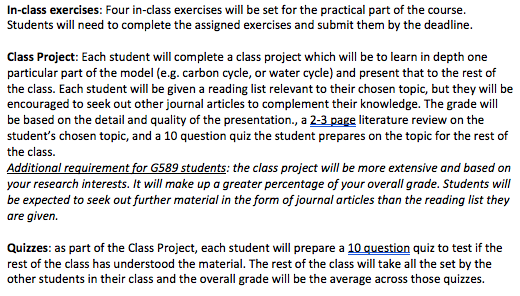 In-class exercises: Four in-class exercises will be set for the practical part of the course.
Students will need to complete the assigned exercises and submit them by the deadline.
Class Project: Each student will complete a class project which will be to learn in depth one
particular part of the model (e.g. carbon cycle, or water cycle) and present that to the rest of
the class. Each student will be given a reading list relevant to their chosen topic, but they will be
encouraged to seek out other journal articles to complement their knowledge. The grade will
be based on the detail and quality of the presentation., a 2-3 page literature review on the
student's chosen topic, and a 10 question quiz the student prepares on the topic for the rest of
the class.
Additional requirement for G589 students: the class project will be more extensive and based on
your research interests. It will make up a greater percentage of your overall grade. Students will
be expected to seek out further material in the form of journal articles than the reading list they
are given.
Quizzes: as part of the Class Project, each student will prepare a 10 question quiz to test if the
rest of the class has understood the material. The rest of the class will take all the set by the
other students in their class and the overall grade will be the average across those quizzes.